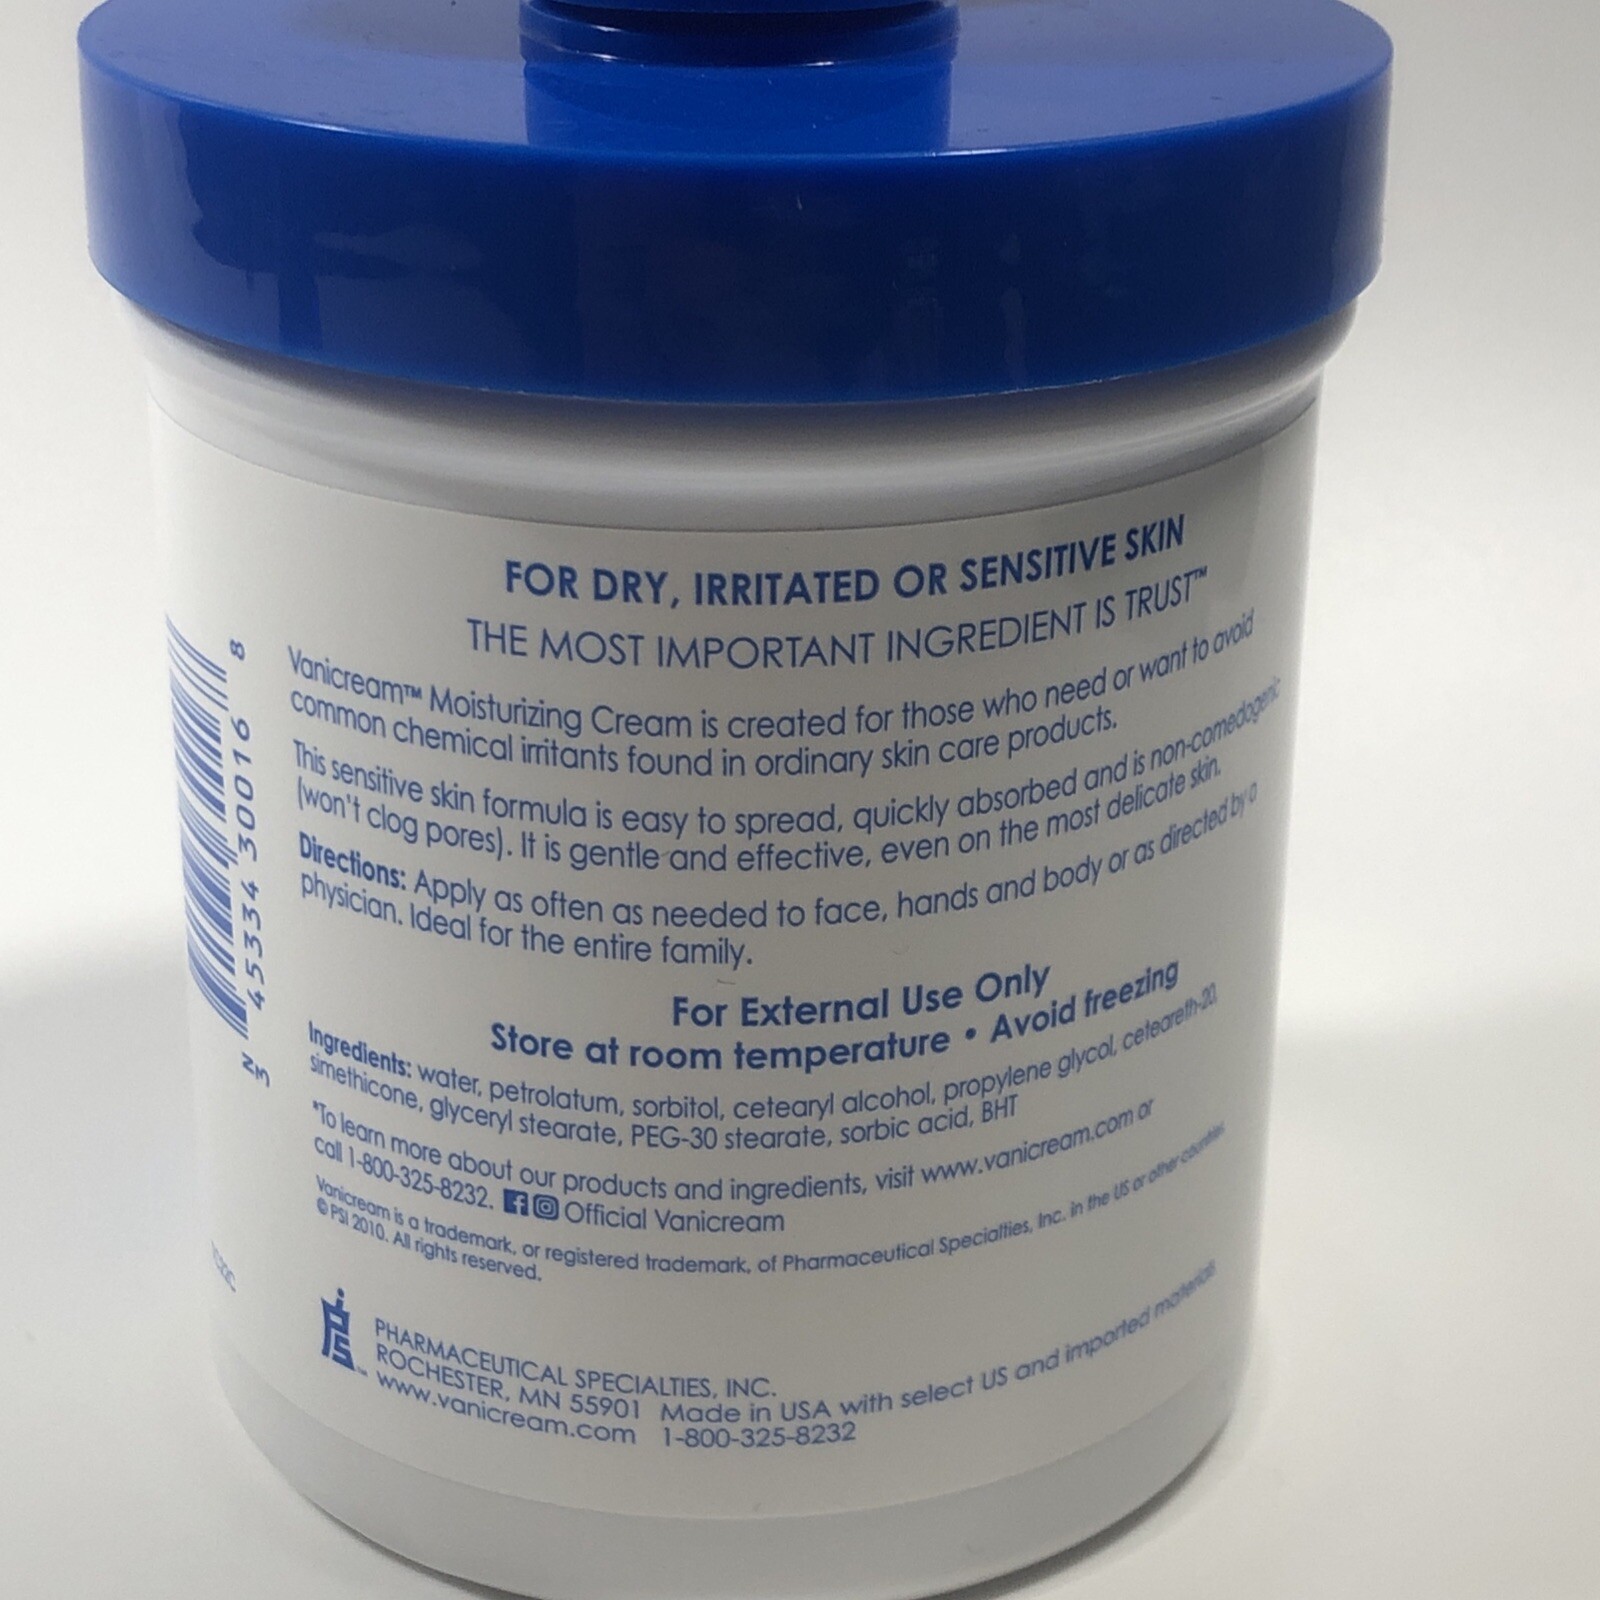 FOR DRY, IRRITATED OR SENSITIVE SKIN
THE MOST IMPORTANT INGREDIENT IS TRUST™
Vanicream™ Moisturizing Cream is created for those who need or want to avoid
common chemical irritants found in ordinary skin care products.
This sensitive skin formula is easy to spread, quickly absorbed and is non-comedogenic
(won't clog pores). It is gentle and effective, even on the most delicate skin.
Directions: Apply as often as needed to face, hands and body or as directed by a
physician. Ideal for the entire family.
For External Use Only
Store at room temperature • Avoid freezing
Ingredients: water, petrolatum, sorbitol, cetearyl alcohol, propylene glycol, ceteareth-20,
simethicone, glyceryl stearate, PEG-30 stearate, sorbic acid, BHT
*To learn more about our products and ingredients, visit www.vanicream.com or
call 1-800-325-8232. Official Vanicream
Vanicream is a trademark, or registered trademark, of Pharmaceutical Specialties, Inc. in the US or other countries.
© PSI 2010. All rights reserved.
PHARMACEUTICAL SPECIALTIES, INC.
ROCHESTER, MN 55901 Made in USA with select US and imported materials
www.vanicream.com 1-800-325-8232
N 3 45334 30016 8